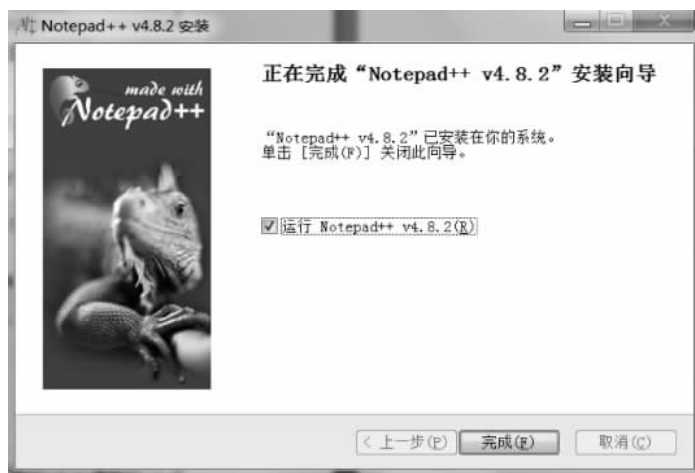 Notepad++ v4.8.2 安装
made with
Notepad++
正在完成“Notepad++ v4.8.2”安装向导
“Notepad++ v4.8.2”已安装在你的系统。
单击 [完成(F)] 关闭此向导。
运行 Notepad++ v4.8.2(R)
< 上一步(P) 完成(F) 取消(C)